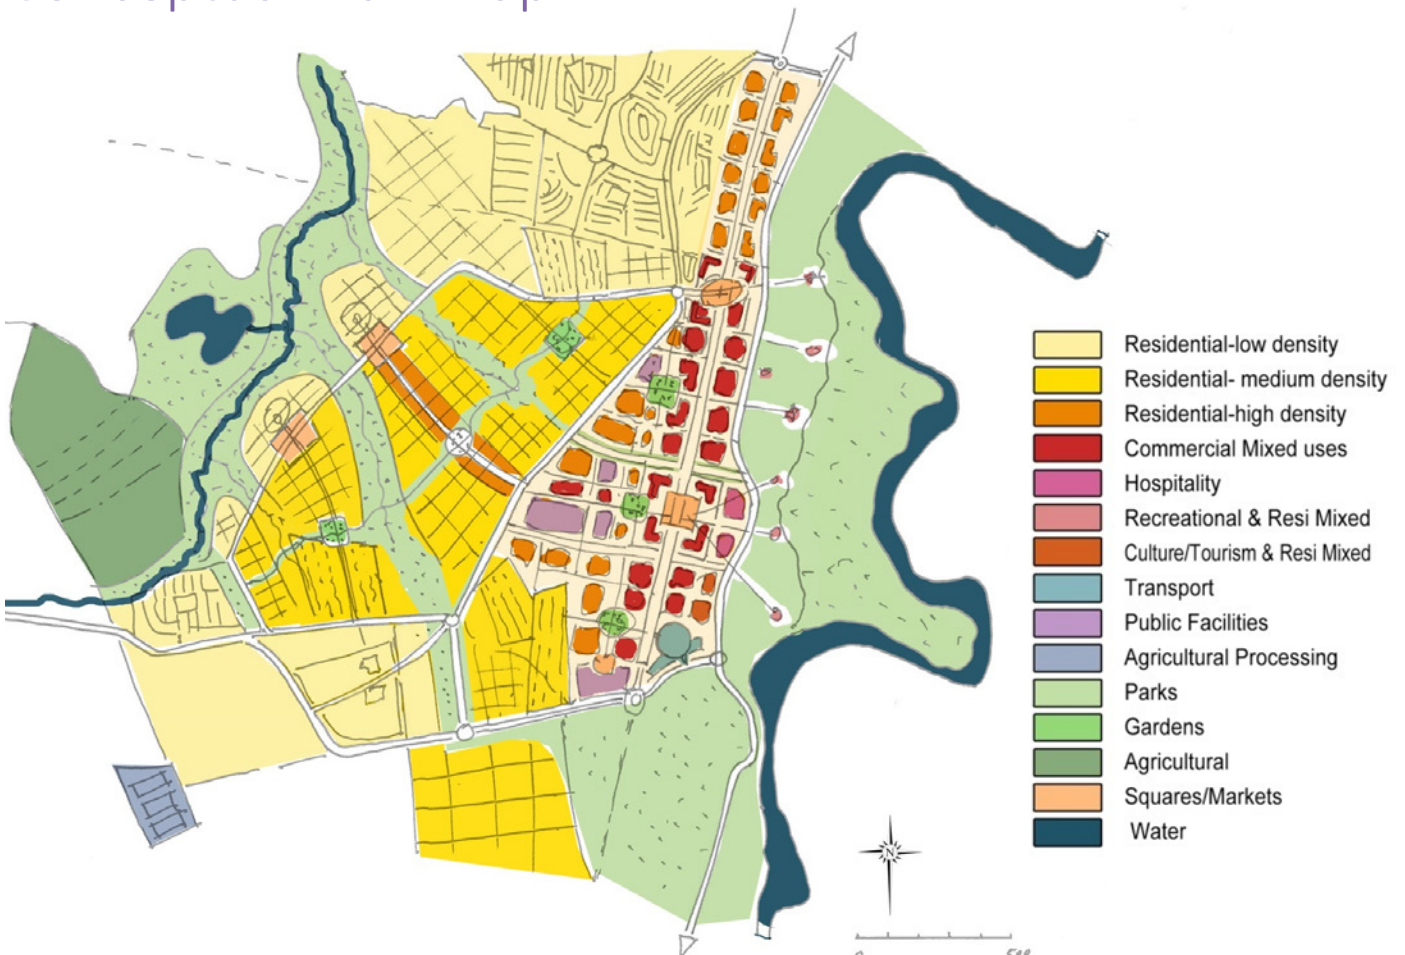 Residential-low density
Residential- medium density
Residential-high density
Commercial Mixed uses
Hospitality
Recreational & Resi Mixed
Culture/Tourism & Resi Mixed
Transport
Public Facilities
Agricultural Processing
Parks
Gardens
Agricultural
Squares/Markets
Water
N